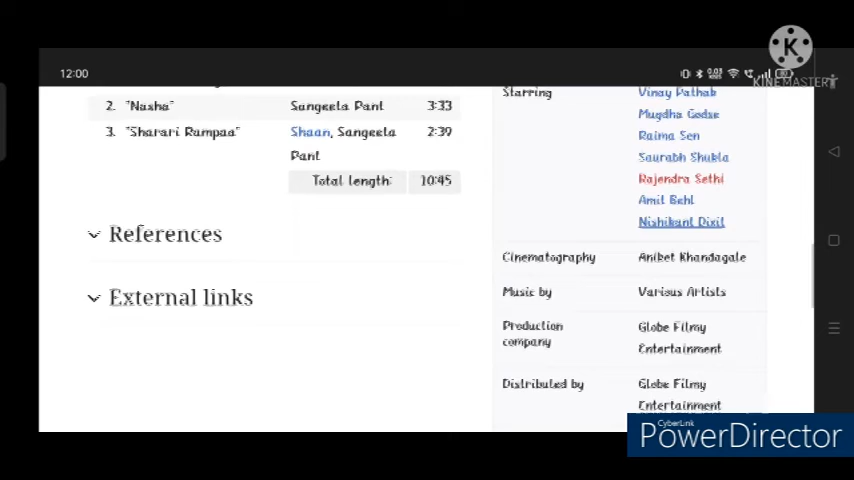 12:00
KINEMASTER
2. "Nasha" Sangeeta Pant 3:33
3. "Sharari Rampaa" Shaan, Sangeeta Pant 2:39
Total length: 10:45
References
External links
Starring
Vinay Pathak
Mugdha Godse
Raima Sen
Saurabh Shukla
Rajendra Sethi
Amit Behl
Nishikant Dixit
Cinematography Aniket Khandagale
Music by Various Artists
Production company
Globe Filmy Entertainment
Distributed by
Globe Filmy Entertainment
CyberLink
PowerDirector